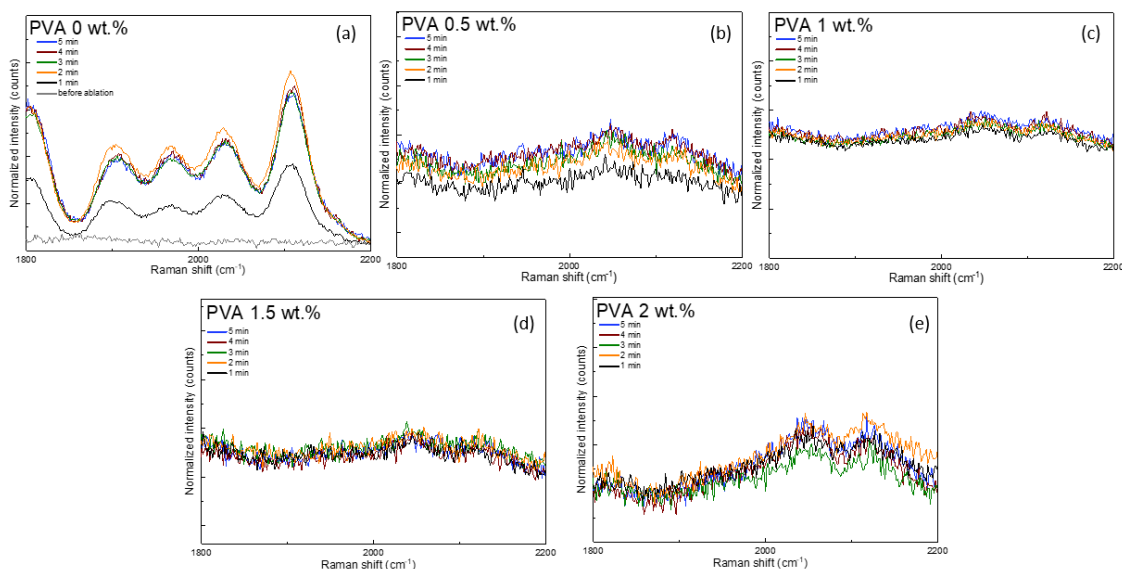 PVA 0 wt.%
(a)
5 min
4 min
3 min
2 min
1 min
before ablation
Normalized intensity (counts)
1800
2000
2200
Raman shift (cm⁻¹)
PVA 0.5 wt.%
(b)
5 min
4 min
3 min
2 min
1 min
Normalized intensity (counts)
1800
2000
2200
Raman shift (cm⁻¹)
PVA 1 wt.%
(c)
5 min
4 min
3 min
2 min
1 min
Normalized intensity (counts)
1800
2000
2200
Raman shift (cm⁻¹)
PVA 1.5 wt.%
(d)
5 min
4 min
3 min
2 min
1 min
Normalized intensity (counts)
1800
2000
2200
Raman shift (cm⁻¹)
PVA 2 wt.%
(e)
5 min
4 min
3 min
2 min
1 min
Normalized intensity (counts)
1800
2000
2200
Raman shift (cm⁻¹)